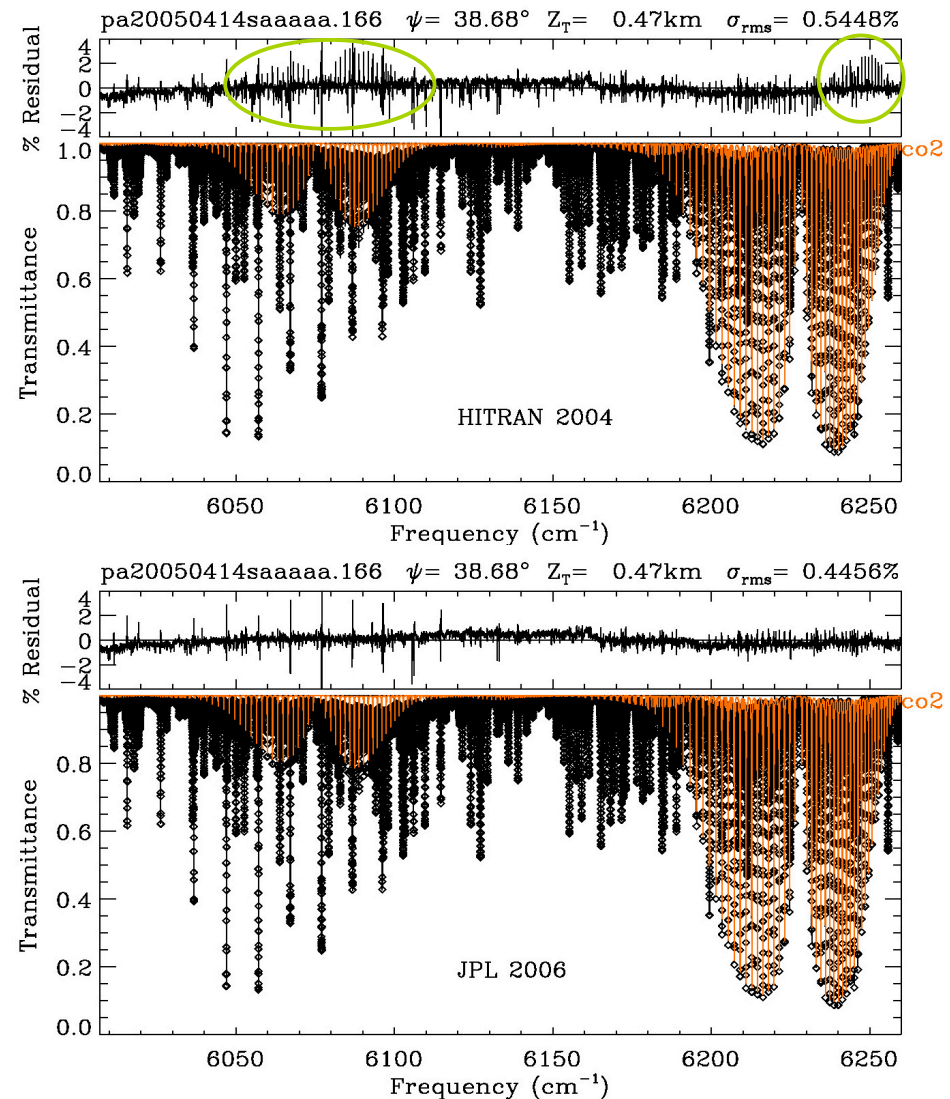 pa20050414saaaaa.166 ψ= 38.68° Z_T= 0.47km σ_rms= 0.5448%
% Residual
4
2
0
−2
−4
co2
Transmittance
1.0
0.8
0.6
0.4
0.2
0.0
HITRAN 2004
6050 6100 6150 6200 6250
Frequency (cm⁻¹)
pa20050414saaaaa.166 ψ= 38.68° Z_T= 0.47km σ_rms= 0.4456%
% Residual
4
2
0
−2
−4
co2
Transmittance
0.8
0.6
0.4
0.2
0.0
JPL 2006
6050 6100 6150 6200 6250
Frequency (cm⁻¹)